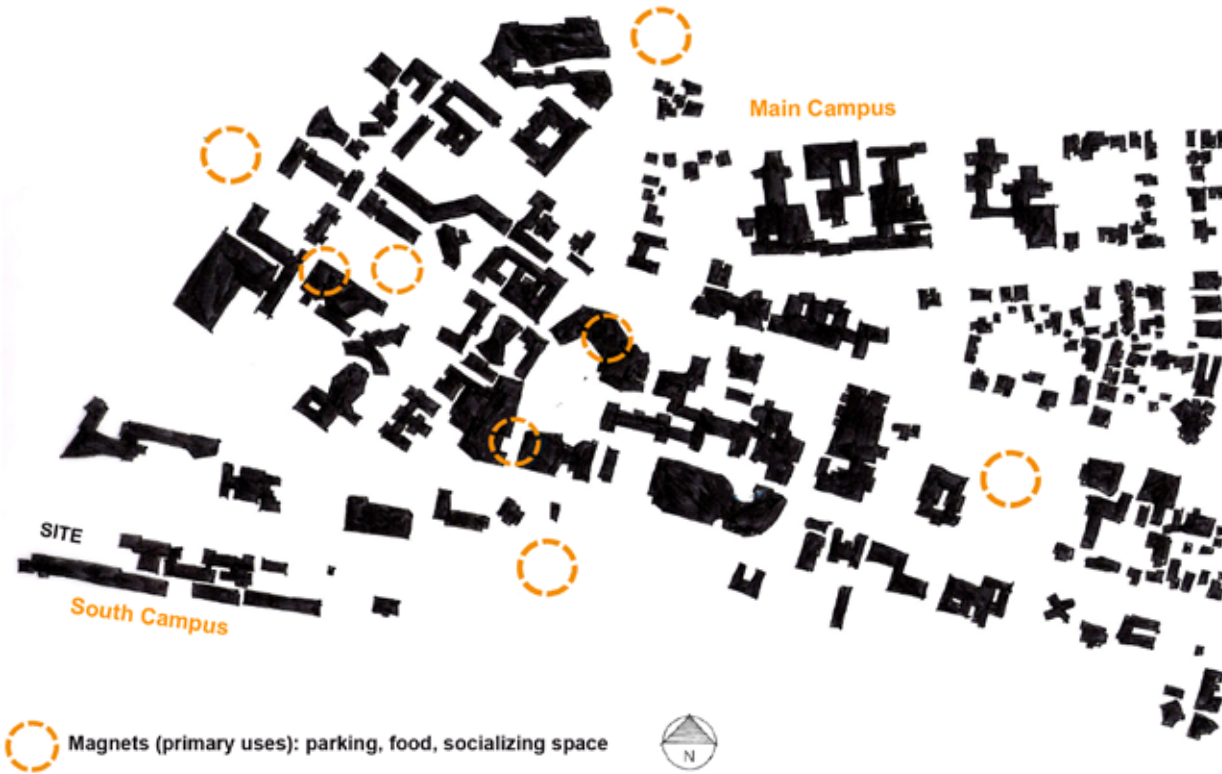 Main Campus
SITE
South Campus
Magnets (primary uses): parking, food, socializing space
N